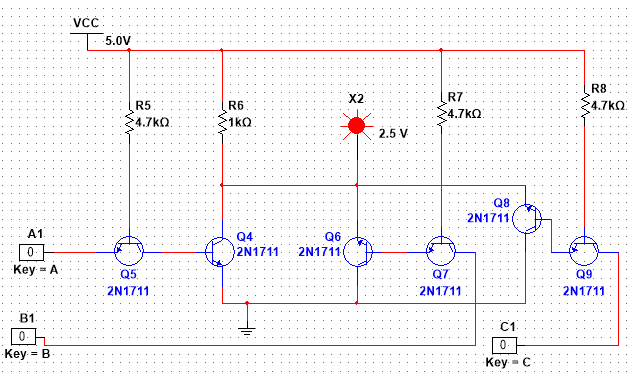 VCC
5.0V
R5
4.7kΩ
R6
1kΩ
X2
2.5 V
R7
4.7kΩ
R8
4.7kΩ
A1
0
Key = A
Q5
2N1711
Q4
2N1711
Q6
2N1711
Q7
2N1711
Q8
2N1711
Q9
2N1711
B1
0
Key = B
C1
0
Key = C